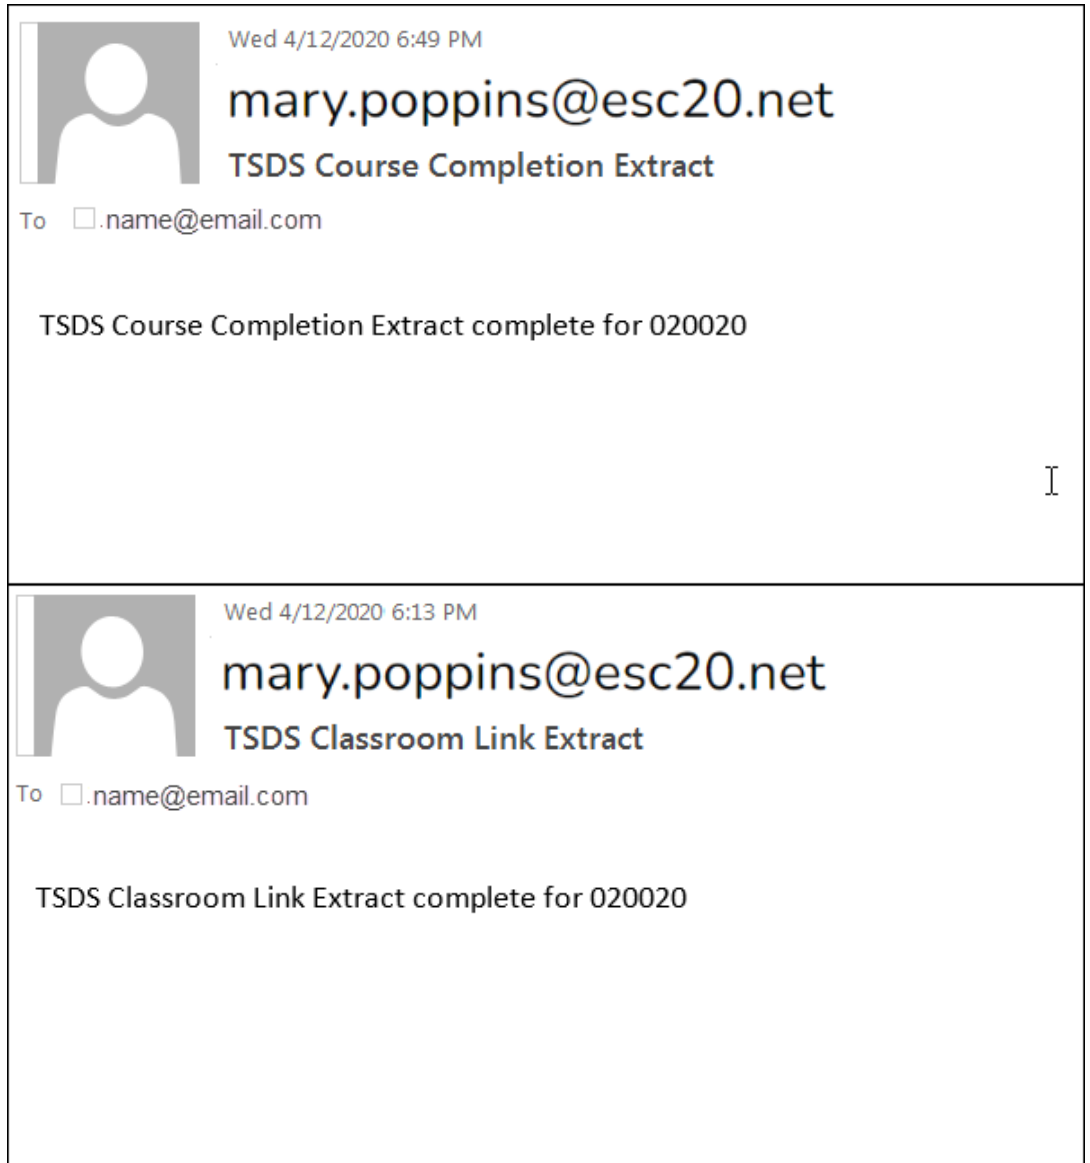 Wed 4/12/2020 6:49 PM
mary.poppins@esc20.net
TSDS Course Completion Extract
To .name@email.com
TSDS Course Completion Extract complete for 020020
Wed 4/12/2020 6:13 PM
mary.poppins@esc20.net
TSDS Classroom Link Extract
To .name@email.com
TSDS Classroom Link Extract complete for 020020